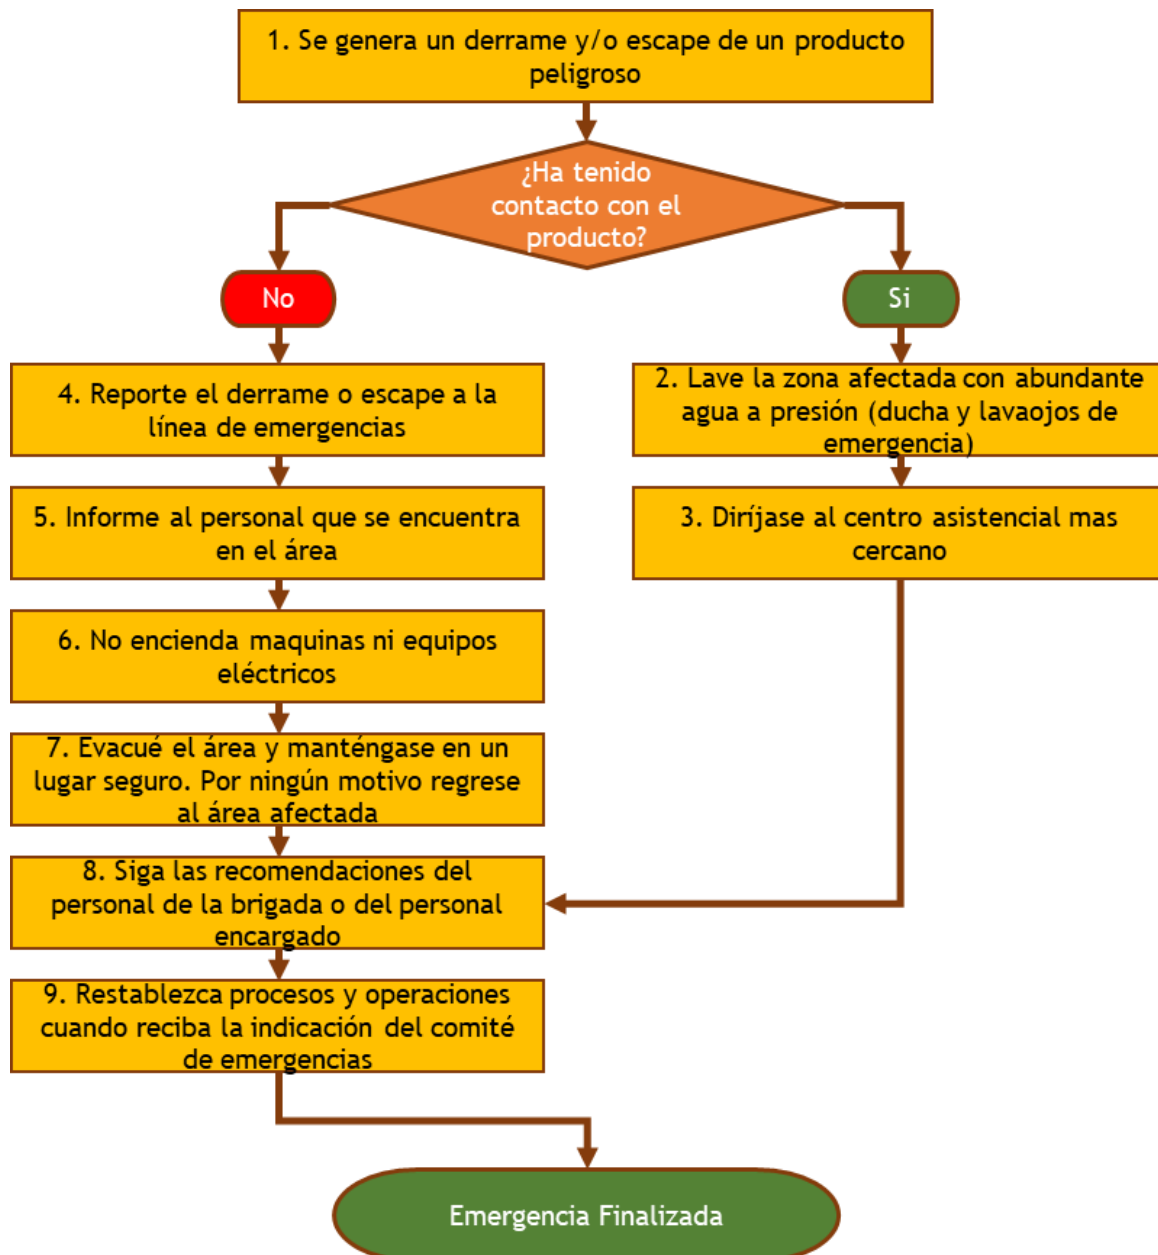 1. Se genera un derrame y/o escape de un producto
peligroso
¿Ha tenido
contacto con el
producto?
No
Si
4. Reporte el derrame o escape a la
línea de emergencias
2. Lave la zona afectada con abundante
agua a presión (ducha y lavaojos de
emergencia)
5. Informe al personal que se encuentra
en el área
3. Diríjase al centro asistencial mas
cercano
6. No encienda maquinas ni equipos
eléctricos
7. Evacué el área y manténgase en un
lugar seguro. Por ningún motivo regrese
al área afectada
8. Siga las recomendaciones del
personal de la brigada o del personal
encargado
9. Restablezca procesos y operaciones
cuando reciba la indicación del comité
de emergencias
Emergencia Finalizada